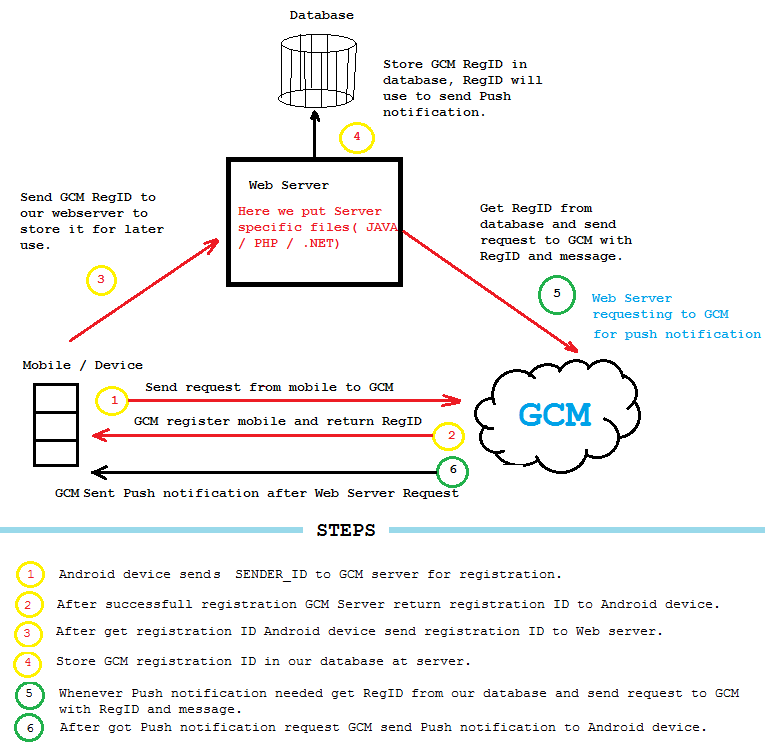 Database
Store GCM RegID in
database, RegID will
use to send Push
notification.
4
Web Server
Here we put Server
specific files( JAVA
/ PHP / .NET)
Send GCM RegID to
our webserver to
store it for later
use.
3
Get RegID from
database and send
request to GCM with
RegID and message.
5
Web Server
requesting to GCM
for push notification
Mobile / Device
Send request from mobile to GCM
1
GCM register mobile and return RegID
2
GCM
6
GCM Sent Push notification after Web Server Request
STEPS
1 Android device sends SENDER_ID to GCM server for registration.
2 After successfull registration GCM Server return registration ID to Android device.
3 After get registration ID Android device send registration ID to Web server.
4 Store GCM registration ID in our database at server.
5 Whenever Push notification needed get RegID from our database and send request to GCM
with RegID and message.
6 After got Push notification request GCM send Push notification to Android device.